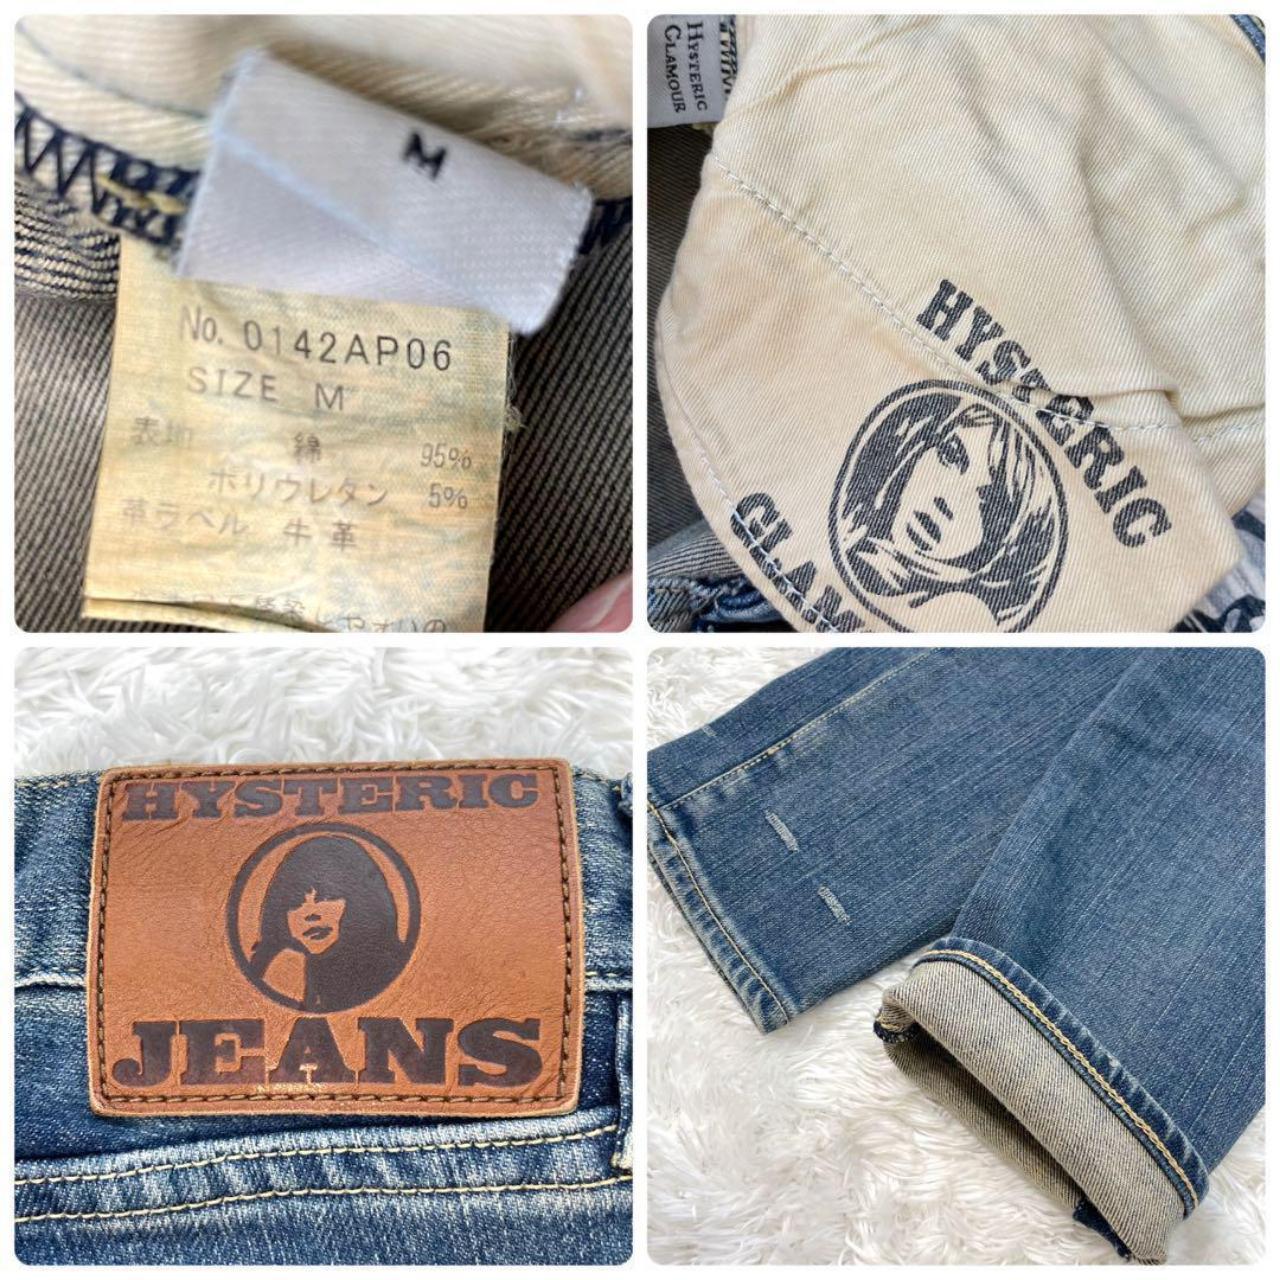 M
No. 0142AP06
SIZE M
表地 綿 95%
ポリウレタン 5%
革ラベル 牛革
HYSTERIC
GLAMOUR
HYSTERIC
GLAM
HYSTERIC
JEANS